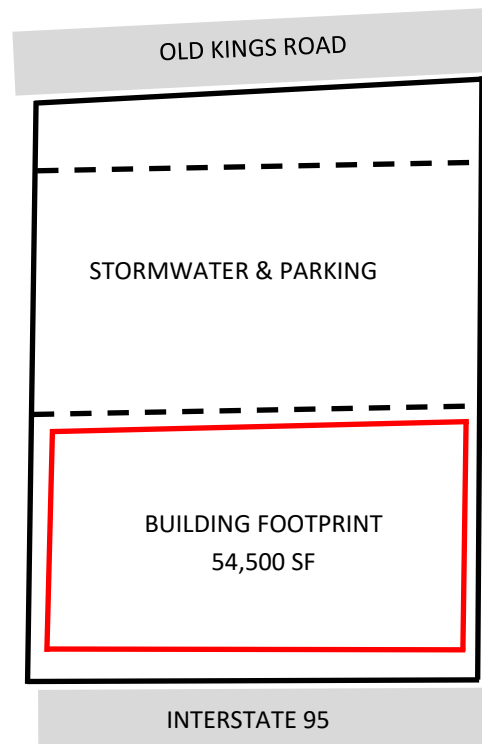 OLD KINGS ROAD
STORMWATER & PARKING
BUILDING FOOTPRINT
54,500 SF
INTERSTATE 95